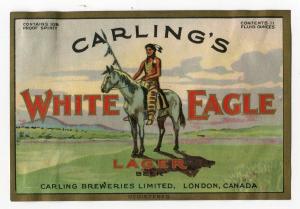 CONTAINS 10%
PROOF SPIRIT
CONTENTS 11
FLUID OUNCES
CARLING'S
WHITE EAGLE
LAGER
BEER
CARLING BREWERIES LIMITED, LONDON, CANADA
REGISTERED